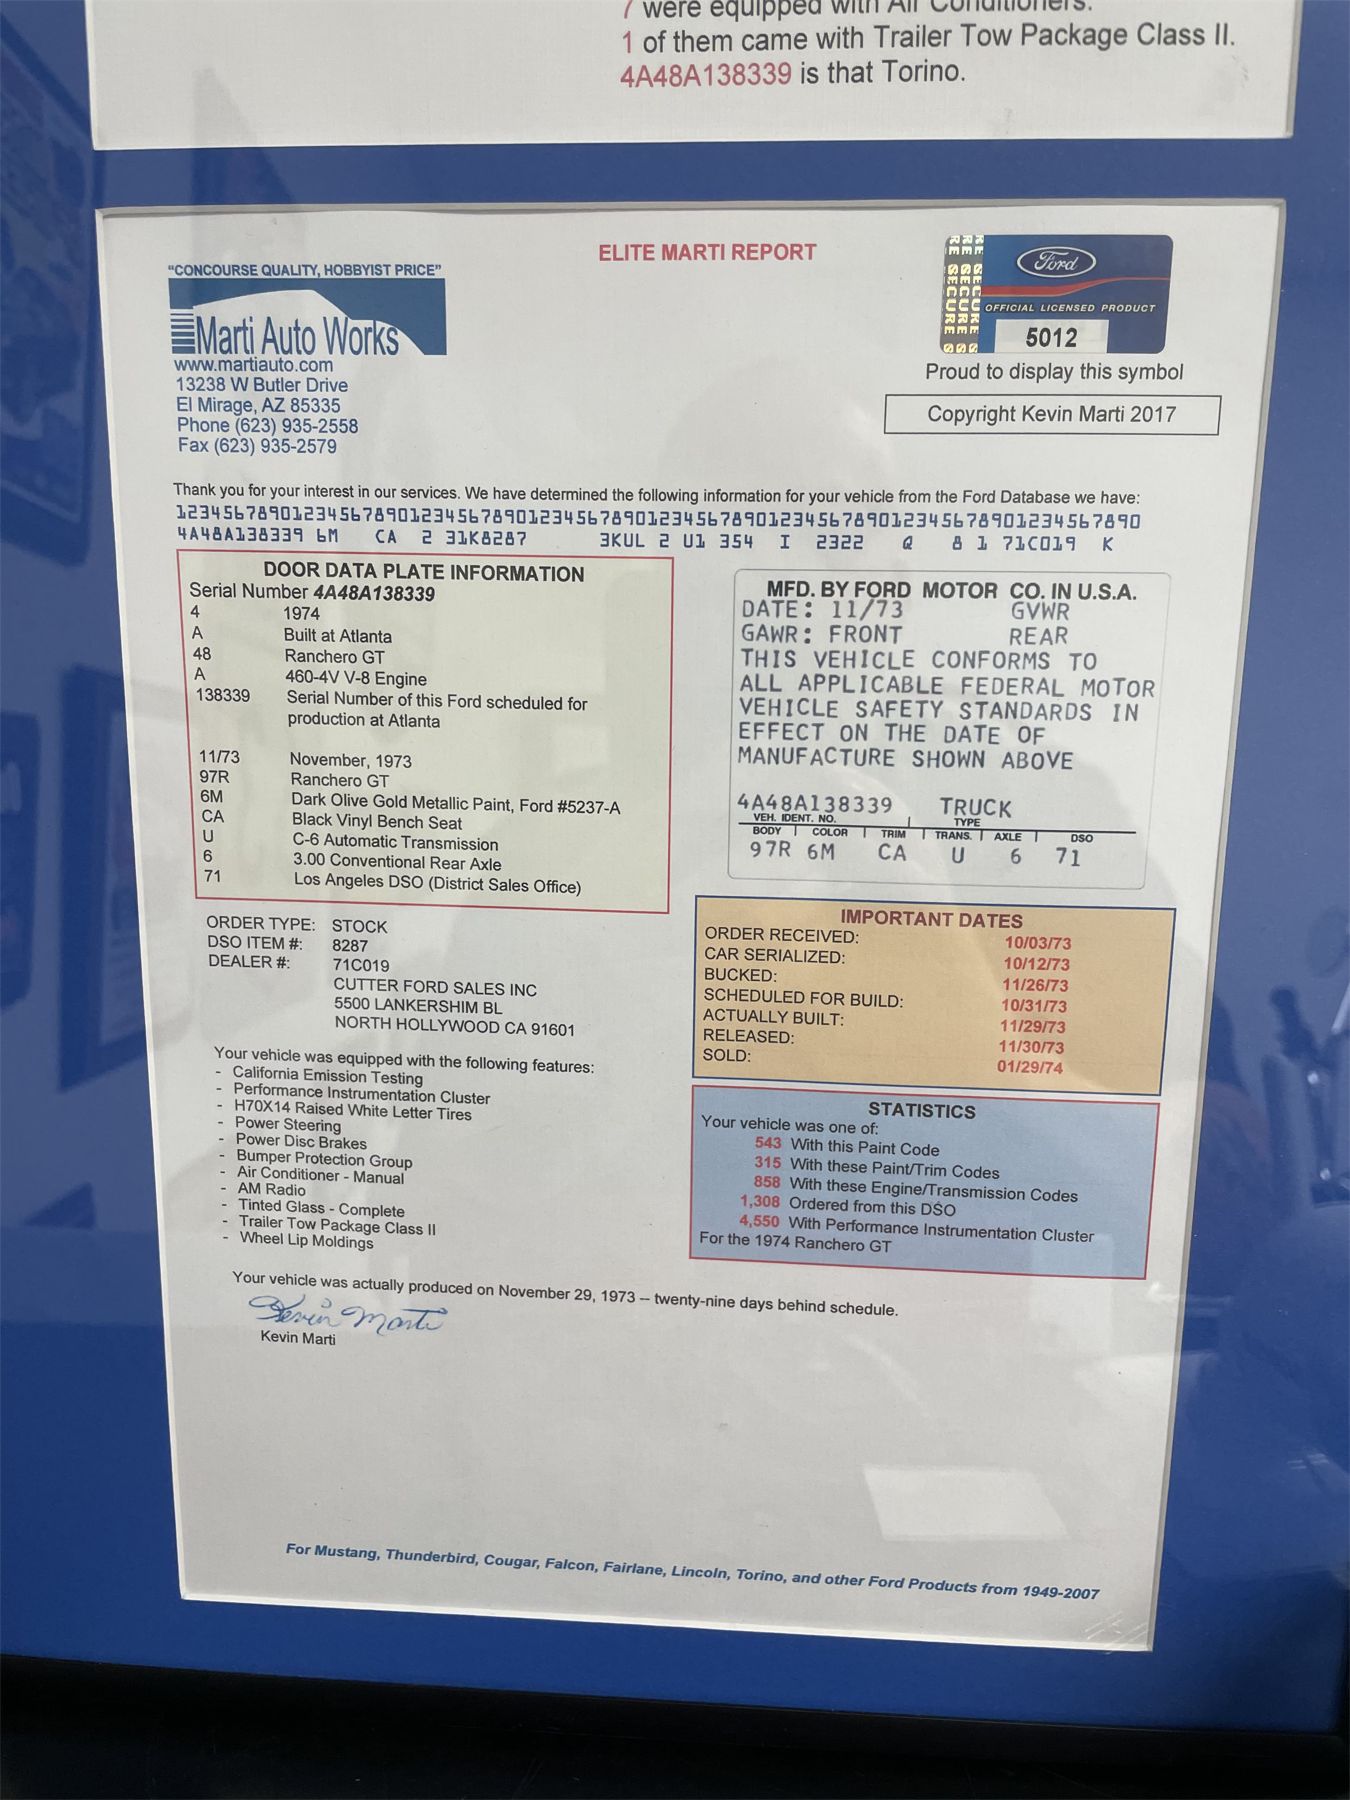 7 were equipped with Air Conditioners.
1 of them came with Trailer Tow Package Class II.
4A48A138339 is that Torino.
ELITE MARTI REPORT
"CONCOURSE QUALITY, HOBBYIST PRICE"
Marti Auto Works
www.martiauto.com
13238 W Butler Drive
El Mirage, AZ 85335
Phone (623) 935-2558
Fax (623) 935-2579
Ford
OFFICIAL LICENSED PRODUCT
5012
Proud to display this symbol
Copyright Kevin Marti 2017
Thank you for your interest in our services. We have determined the following information for your vehicle from the Ford Database we have:
12345678901234567890123456789012345678901234567890123456789012345678901234567890
4A48A138339 6M CA 2 31K8287 3KUL 2 U1 354 I 2322 Q 8 1 71C019 K
DOOR DATA PLATE INFORMATION
Serial Number 4A48A138339
4 1974
A Built at Atlanta
48 Ranchero GT
A 460-4V V-8 Engine
138339 Serial Number of this Ford scheduled for
production at Atlanta
11/73 November, 1973
97R Ranchero GT
6M Dark Olive Gold Metallic Paint, Ford #5237-A
CA Black Vinyl Bench Seat
U C-6 Automatic Transmission
6 3.00 Conventional Rear Axle
71 Los Angeles DSO (District Sales Office)
MFD. BY FORD MOTOR CO. IN U.S.A.
DATE: 11/73 GVWR
GAWR: FRONT REAR
THIS VEHICLE CONFORMS TO
ALL APPLICABLE FEDERAL MOTOR
VEHICLE SAFETY STANDARDS IN
EFFECT ON THE DATE OF
MANUFACTURE SHOWN ABOVE
4A48A138339 TRUCK
VEH. IDENT. NO. TYPE
BODY COLOR TRIM TRANS. AXLE DSO
97R 6M CA U 6 71
ORDER TYPE: STOCK
DSO ITEM #: 8287
DEALER #: 71C019
CUTTER FORD SALES INC
5500 LANKERSHIM BL
NORTH HOLLYWOOD CA 91601
IMPORTANT DATES
ORDER RECEIVED: 10/03/73
CAR SERIALIZED: 10/12/73
BUCKED: 11/26/73
SCHEDULED FOR BUILD: 10/31/73
ACTUALLY BUILT: 11/29/73
RELEASED: 11/30/73
SOLD: 01/29/74
Your vehicle was equipped with the following features:
- California Emission Testing
- Performance Instrumentation Cluster
- H70X14 Raised White Letter Tires
- Power Steering
- Power Disc Brakes
- Bumper Protection Group
- Air Conditioner - Manual
- AM Radio
- Tinted Glass - Complete
- Trailer Tow Package Class II
- Wheel Lip Moldings
STATISTICS
Your vehicle was one of:
543 With this Paint Code
315 With these Paint/Trim Codes
858 With these Engine/Transmission Codes
1,308 Ordered from this DSO
4,550 With Performance Instrumentation Cluster
For the 1974 Ranchero GT
Your vehicle was actually produced on November 29, 1973 -- twenty-nine days behind schedule.
Kevin Marti
Kevin Marti
For Mustang, Thunderbird, Cougar, Falcon, Fairlane, Lincoln, Torino, and other Ford Products from 1949-2007